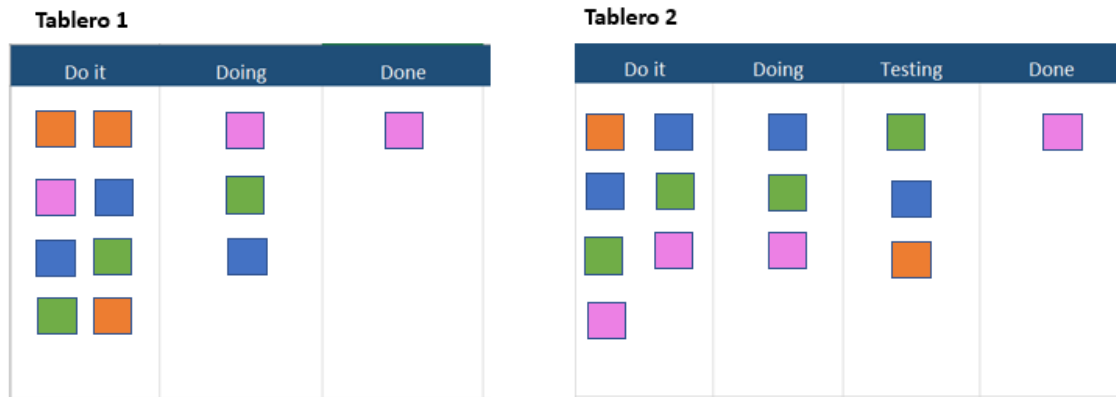 Tablero 1
Do it Doing Done
Tablero 2
Do it Doing Testing Done